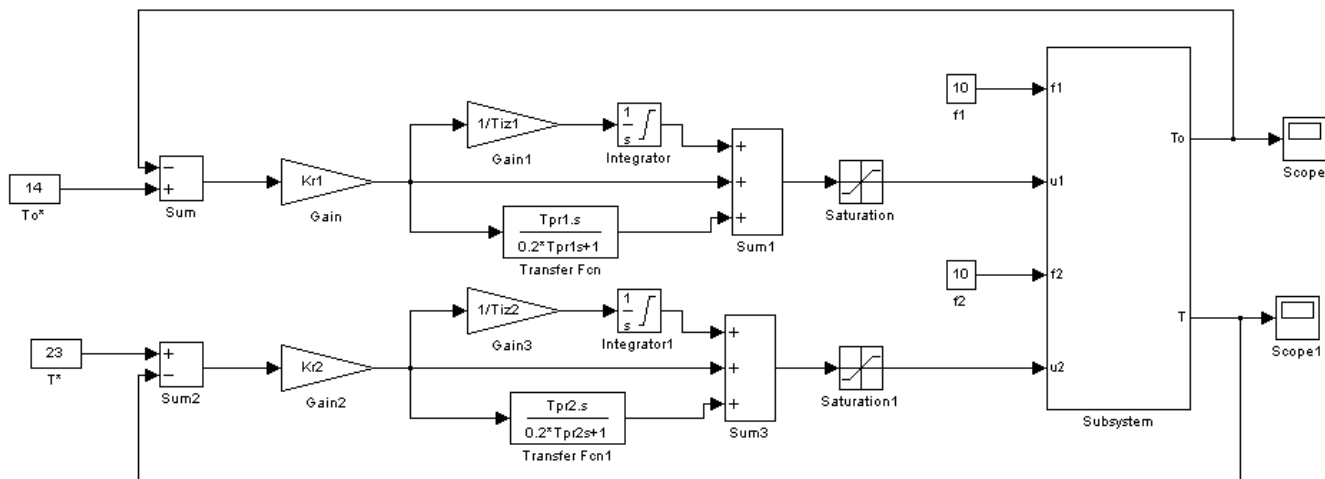 10
f1
f1
To
Scope
1/Tiz1
Gain1
1
s
Integrator
+
+
+
Sum1
−
+
Sum
14
To*
Kr1
Gain
Saturation
u1
Tpr1.s
0.2*Tpr1s+1
Transfer Fcn
10
f2
f2
1/Tiz2
Gain3
1
s
Integrator1
+
+
+
Sum3
T
Scope1
23
T*
+
−
Sum2
Kr2
Gain2
Saturation1
u2
Tpr2.s
0.2*Tpr2s+1
Transfer Fcn1
Subsystem